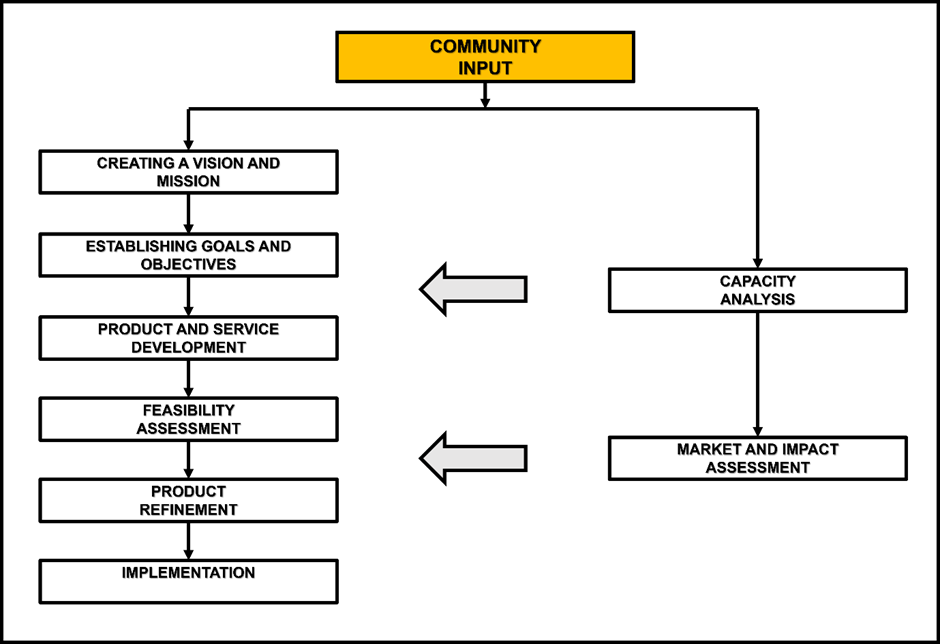 COMMUNITY
INPUT
CREATING A VISION AND
MISSION
ESTABLISHING GOALS AND
OBJECTIVES
PRODUCT AND SERVICE
DEVELOPMENT
FEASIBILITY
ASSESSMENT
PRODUCT
REFINEMENT
IMPLEMENTATION
CAPACITY
ANALYSIS
MARKET AND IMPACT
ASSESSMENT